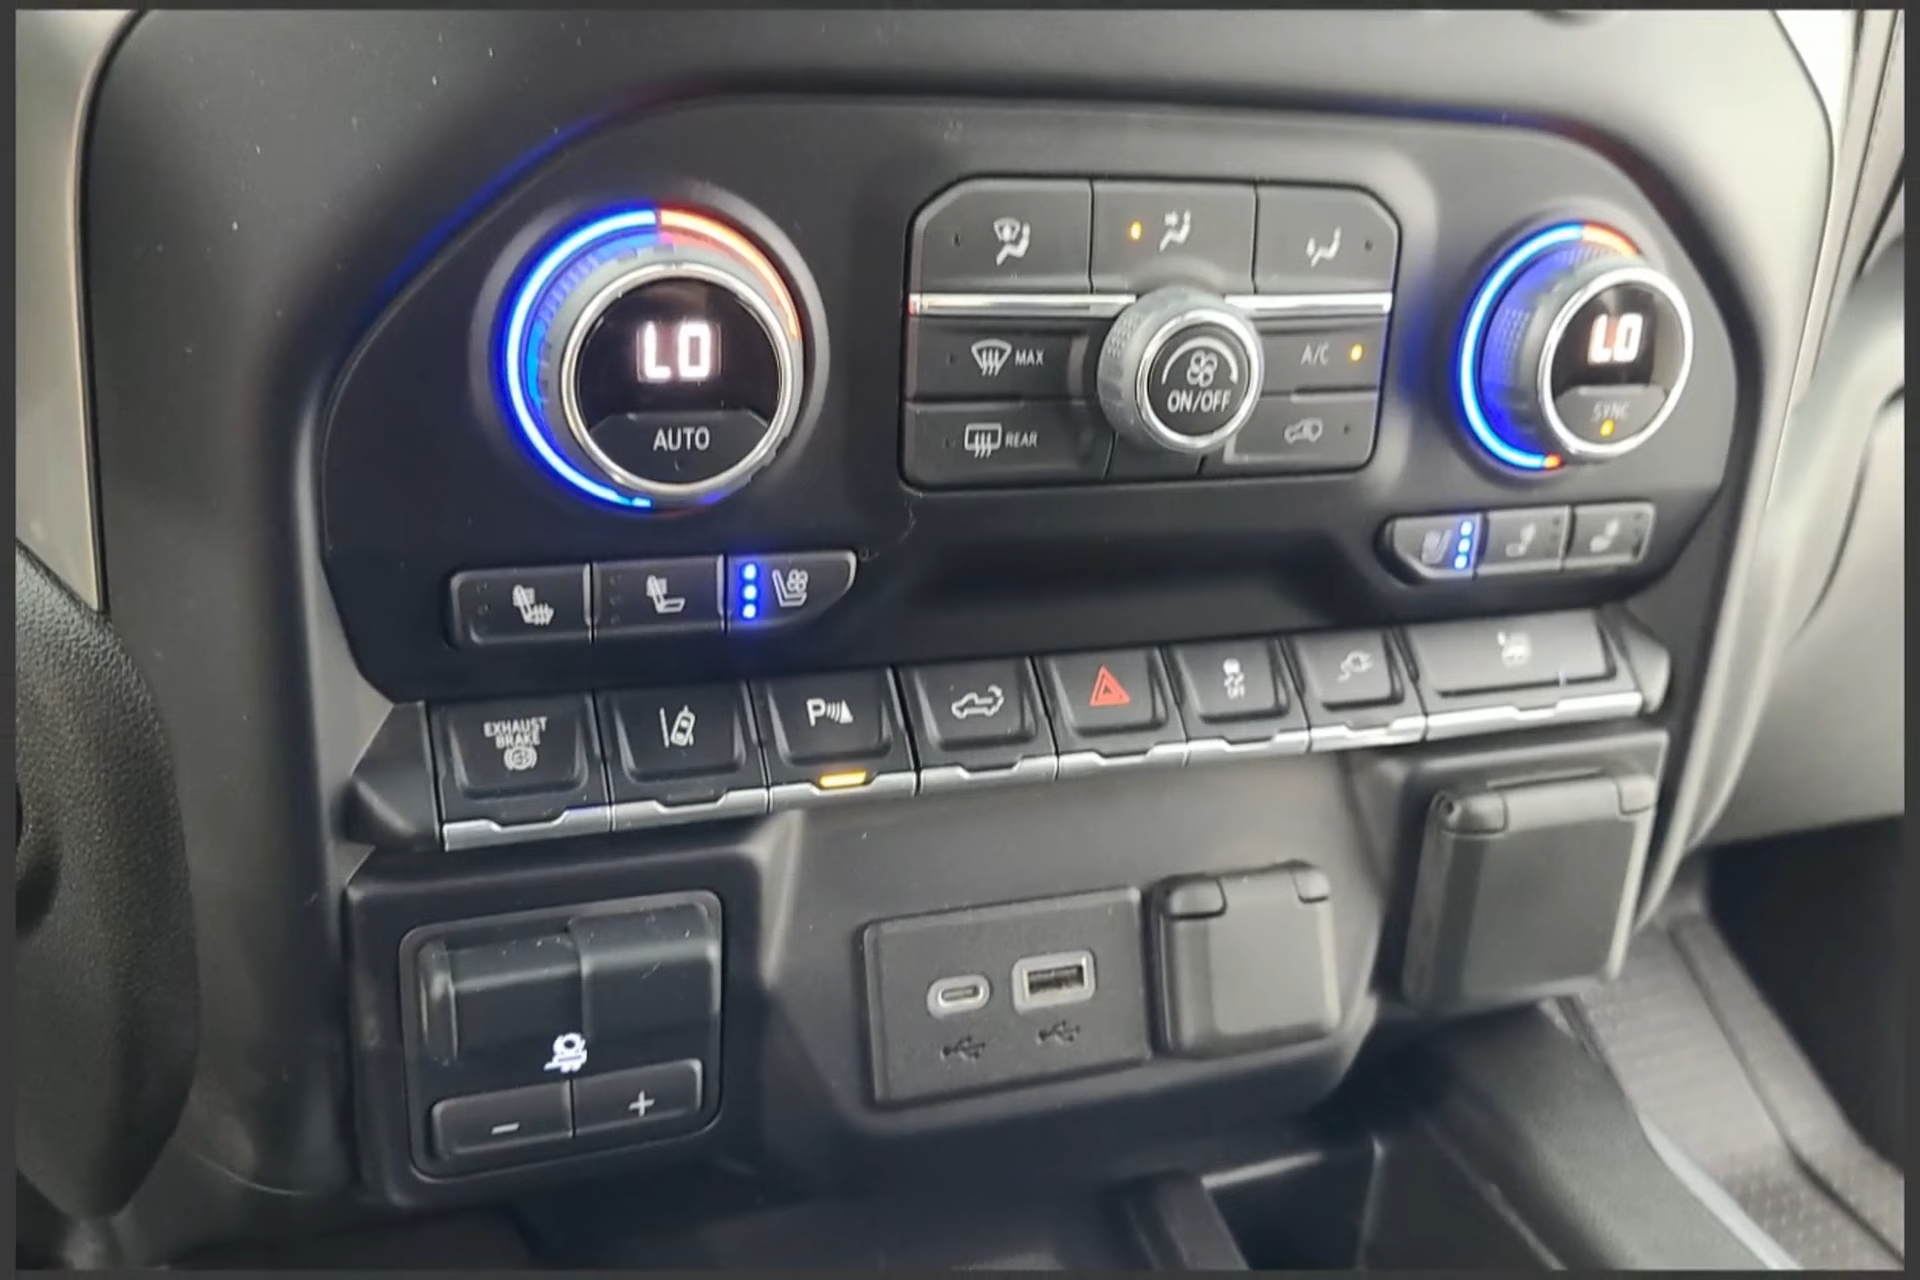 LO
AUTO
MAX
REAR
ON/OFF
A/C
LO
SYNC
EXHAUST
BRAKE
P
- +